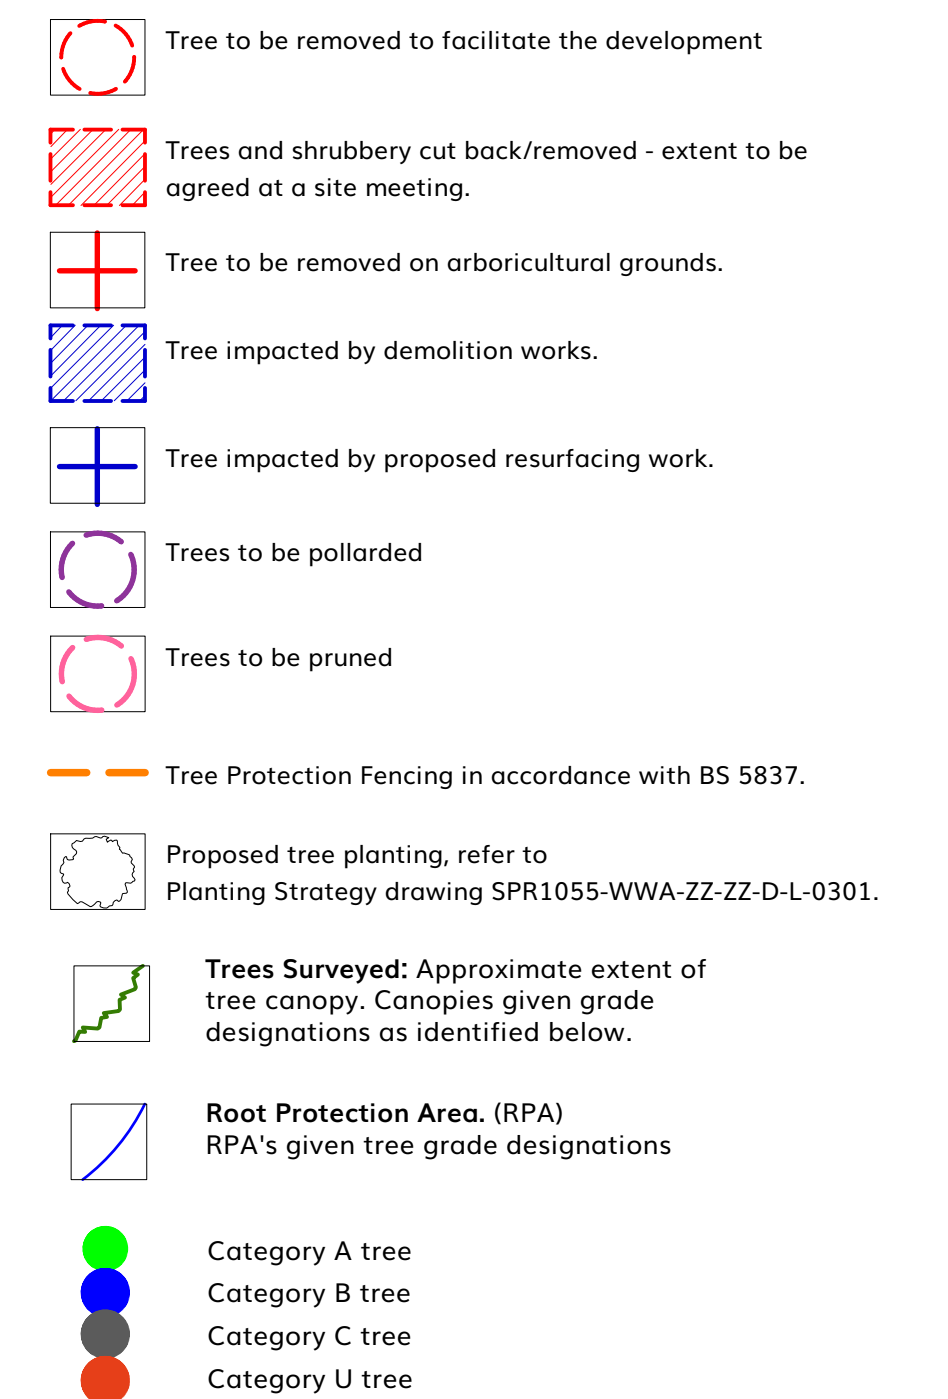 Tree to be removed to facilitate the development
Trees and shrubbery cut back/removed - extent to be
agreed at a site meeting.
Tree to be removed on arboricultural grounds.
Tree impacted by demolition works.
Tree impacted by proposed resurfacing work.
Trees to be pollarded
Trees to be pruned
Tree Protection Fencing in accordance with BS 5837.
Proposed tree planting, refer to
Planting Strategy drawing SPR1055-WWA-ZZ-ZZ-D-L-0301.
Trees Surveyed: Approximate extent of
tree canopy. Canopies given grade
designations as identified below.
Root Protection Area. (RPA)
RPA's given tree grade designations
Category A tree
Category B tree
Category C tree
Category U tree